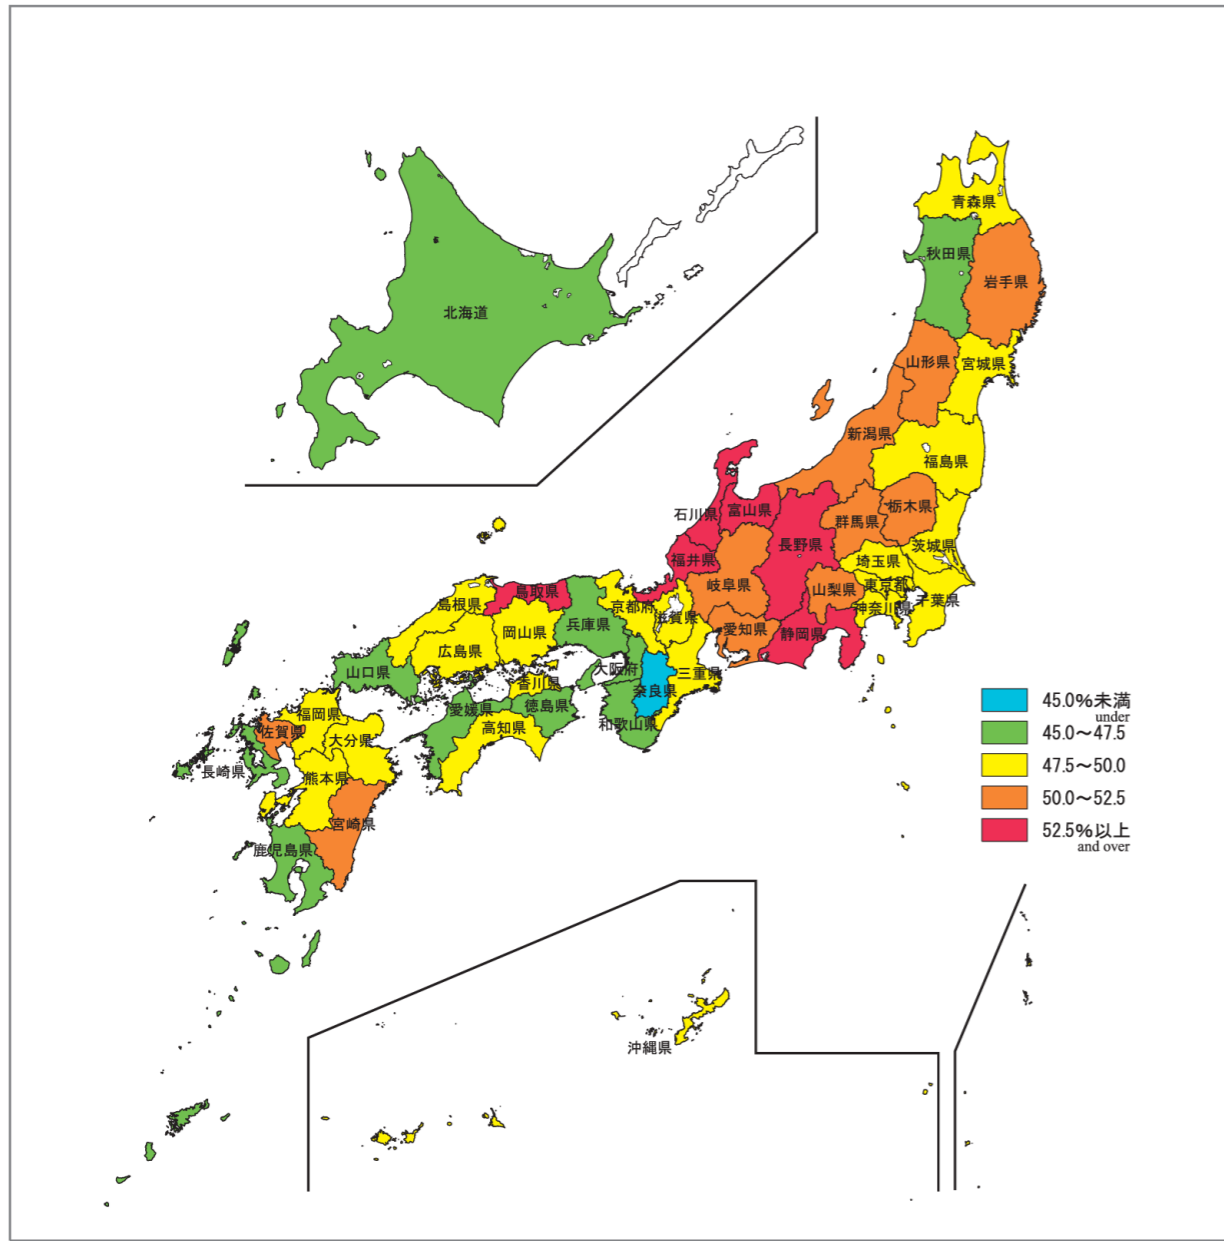 青森県
秋田県
岩手県
北海道
山形県
宮城県
新潟県
福島県
石川県
富山県
長野県
群馬県
栃木県
福井県
茨城県
埼玉県
岐阜県
山梨県
東京都
千葉県
神奈川県
愛知県
静岡県
鳥取県
島根県
京都府
滋賀県
兵庫県
岡山県
広島県
山口県
大阪府
三重県
奈良県
香川県
徳島県
愛媛県
高知県
和歌山県
福岡県
佐賀県
大分県
長崎県
熊本県
宮崎県
鹿児島県
沖縄県
45.0%未満
under
45.0～47.5
47.5～50.0
50.0～52.5
52.5%以上
and over